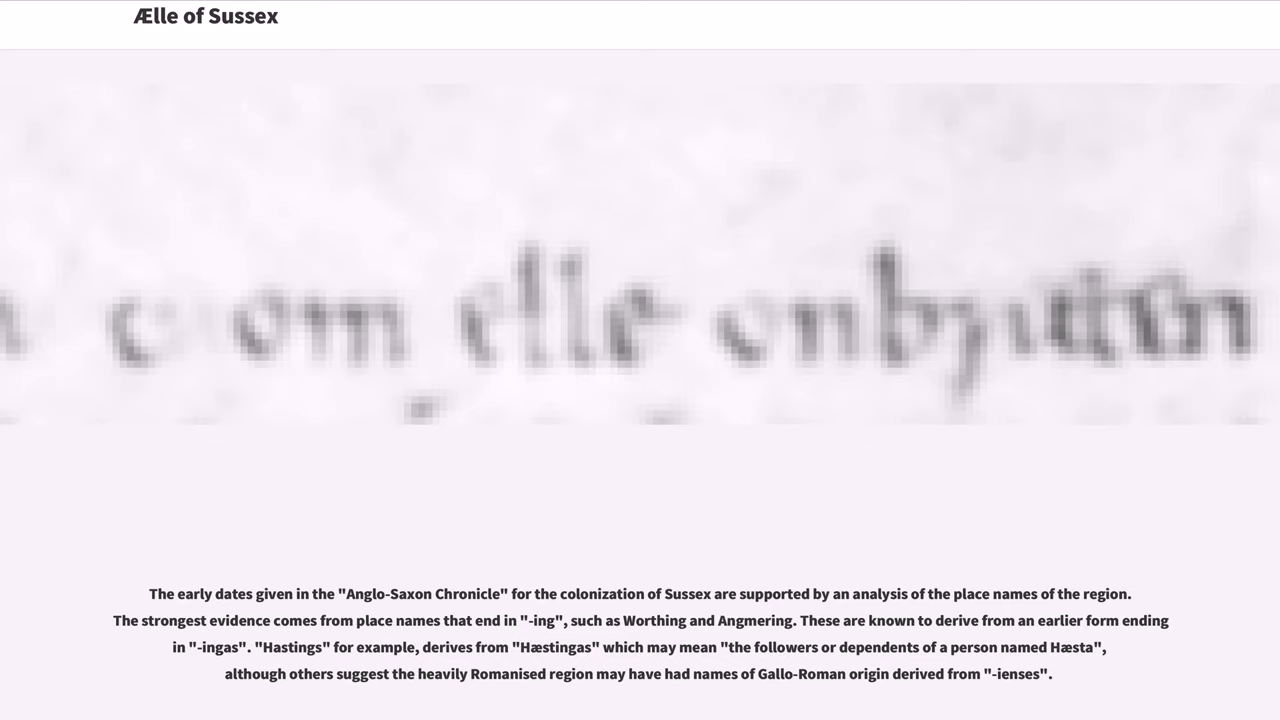 Ælle of Sussex
com elle on
The early dates given in the "Anglo-Saxon Chronicle" for the colonization of Sussex are supported by an analysis of the place names of the region.
The strongest evidence comes from place names that end in "-ing", such as Worthing and Angmering. These are known to derive from an earlier form ending
in "-ingas". "Hastings" for example, derives from "Hæstingas" which may mean "the followers or dependents of a person named Hæsta",
although others suggest the heavily Romanised region may have had names of Gallo-Roman origin derived from "-ienses".